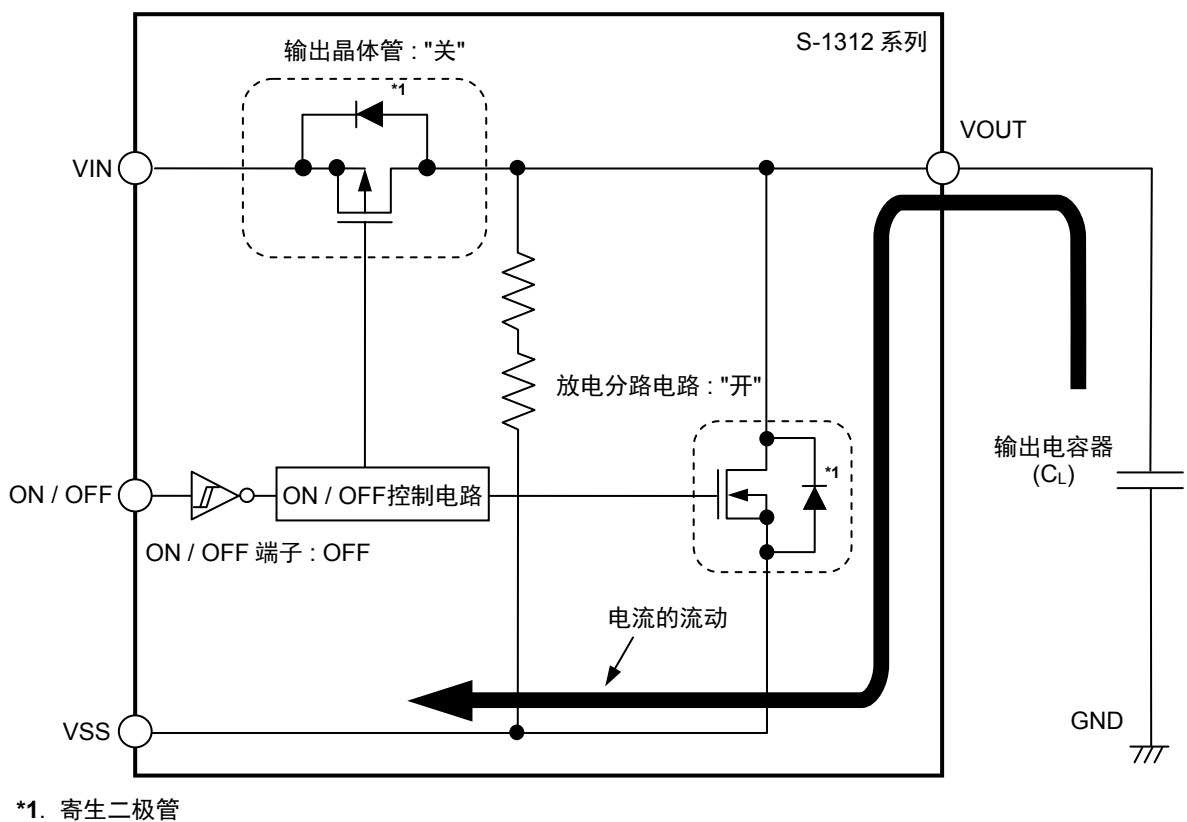 S-1312 系列
输出晶体管 : "关"
*1
VOUT
VIN
放电分路电路 : "开"
*1
输出电容器
(CL)
ON / OFF
ON / OFF控制电路
ON / OFF 端子 : OFF
电流的流动
VSS
GND
*1. 寄生二极管